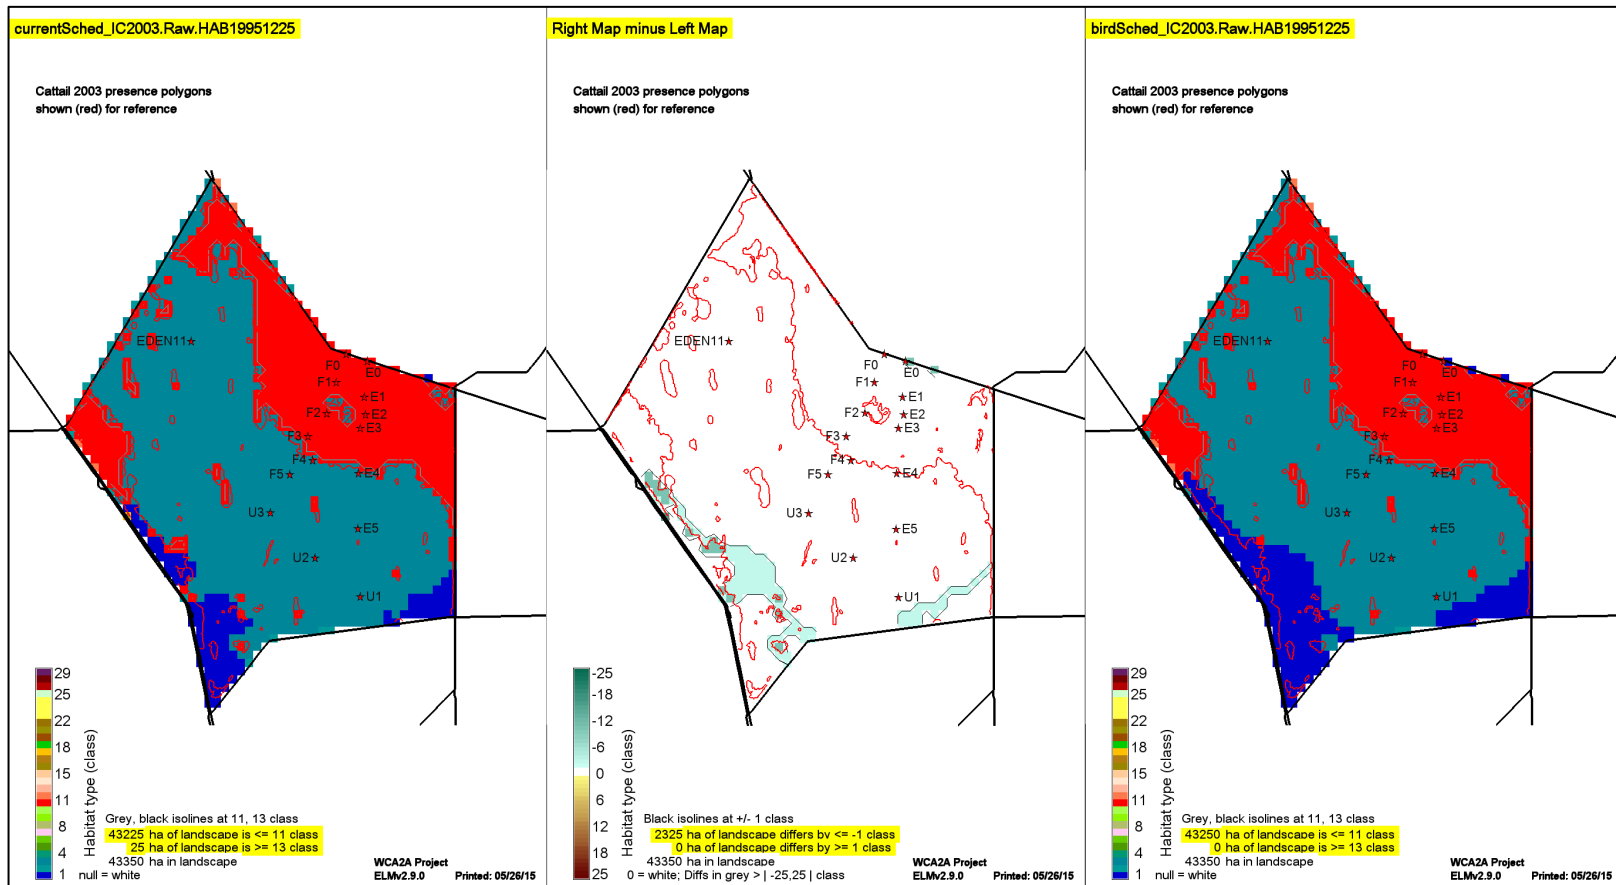 currentSched_IC2003.Raw.HAB19951225
Cattail 2003 presence polygons
shown (red) for reference
EDEN11
F0
E0
F1
E1
F2
E2
E3
F3
F4
F5
E4
U3
E5
U2
U1
29
25
22
18
15
11
8
4
1
Habitat type (class)
Grey, black isolines at 11, 13 class
43225 ha of landscape is <= 11 class
25 ha of landscape is >= 13 class
43350 ha in landscape
null = white
WCA2A Project
ELMv2.9.0 Printed: 05/26/15
Right Map minus Left Map
Cattail 2003 presence polygons
shown (red) for reference
EDEN11
F0
E0
F1
E1
F2
E2
E3
F3
F4
F5
E4
U3
E5
U2
U1
-25
-18
-12
-6
0
6
12
18
25
Habitat type (class)
Black isolines at +/- 1 class
2325 ha of landscape differs by <= -1 class
0 ha of landscape differs by >= 1 class
43350 ha in landscape
0 = white; Diffs in grey > | -25,25 | class
WCA2A Project
ELMv2.9.0 Printed: 05/26/15
birdSched_IC2003.Raw.HAB19951225
Cattail 2003 presence polygons
shown (red) for reference
EDEN11
F0
E0
F1
E1
F2
E2
E3
F3
F4
F5
E4
U3
E5
U2
U1
29
25
22
18
15
11
8
4
1
Habitat type (class)
Grey, black isolines at 11, 13 class
43250 ha of landscape is <= 11 class
0 ha of landscape is >= 13 class
43350 ha in landscape
null = white
WCA2A Project
ELMv2.9.0 Printed: 05/26/15